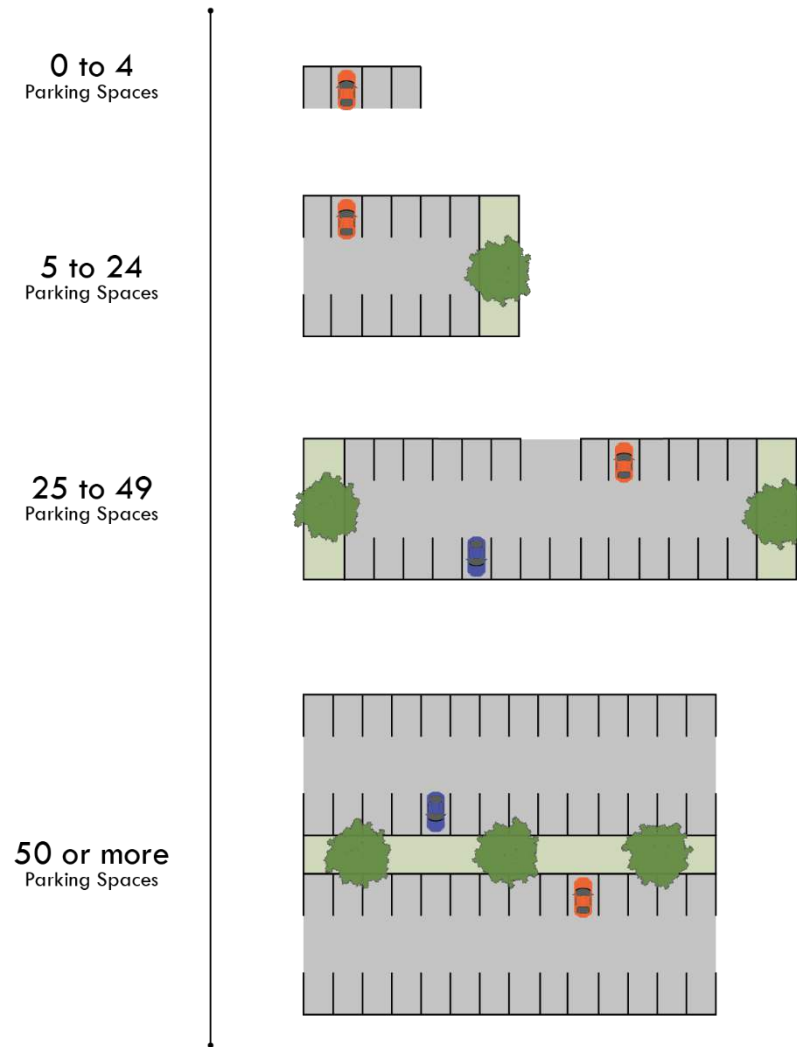 0 to 4
Parking Spaces
5 to 24
Parking Spaces
25 to 49
Parking Spaces
50 or more
Parking Spaces